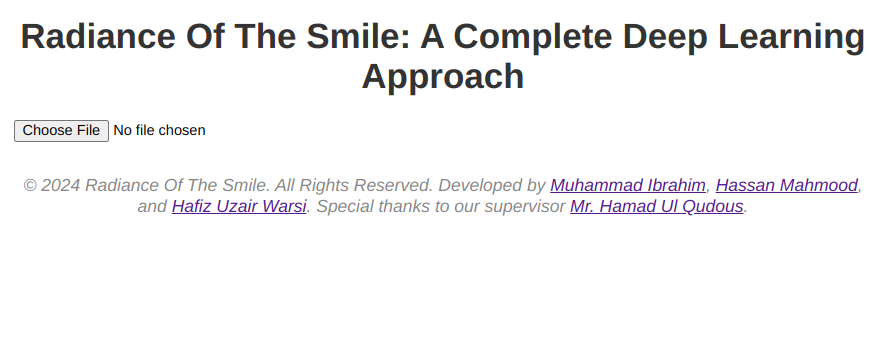 Radiance Of The Smile: A Complete Deep Learning
Approach
Choose File No file chosen
© 2024 Radiance Of The Smile. All Rights Reserved. Developed by Muhammad Ibrahim, Hassan Mahmood,
and Hafiz Uzair Warsi. Special thanks to our supervisor Mr. Hamad Ul Qudous.